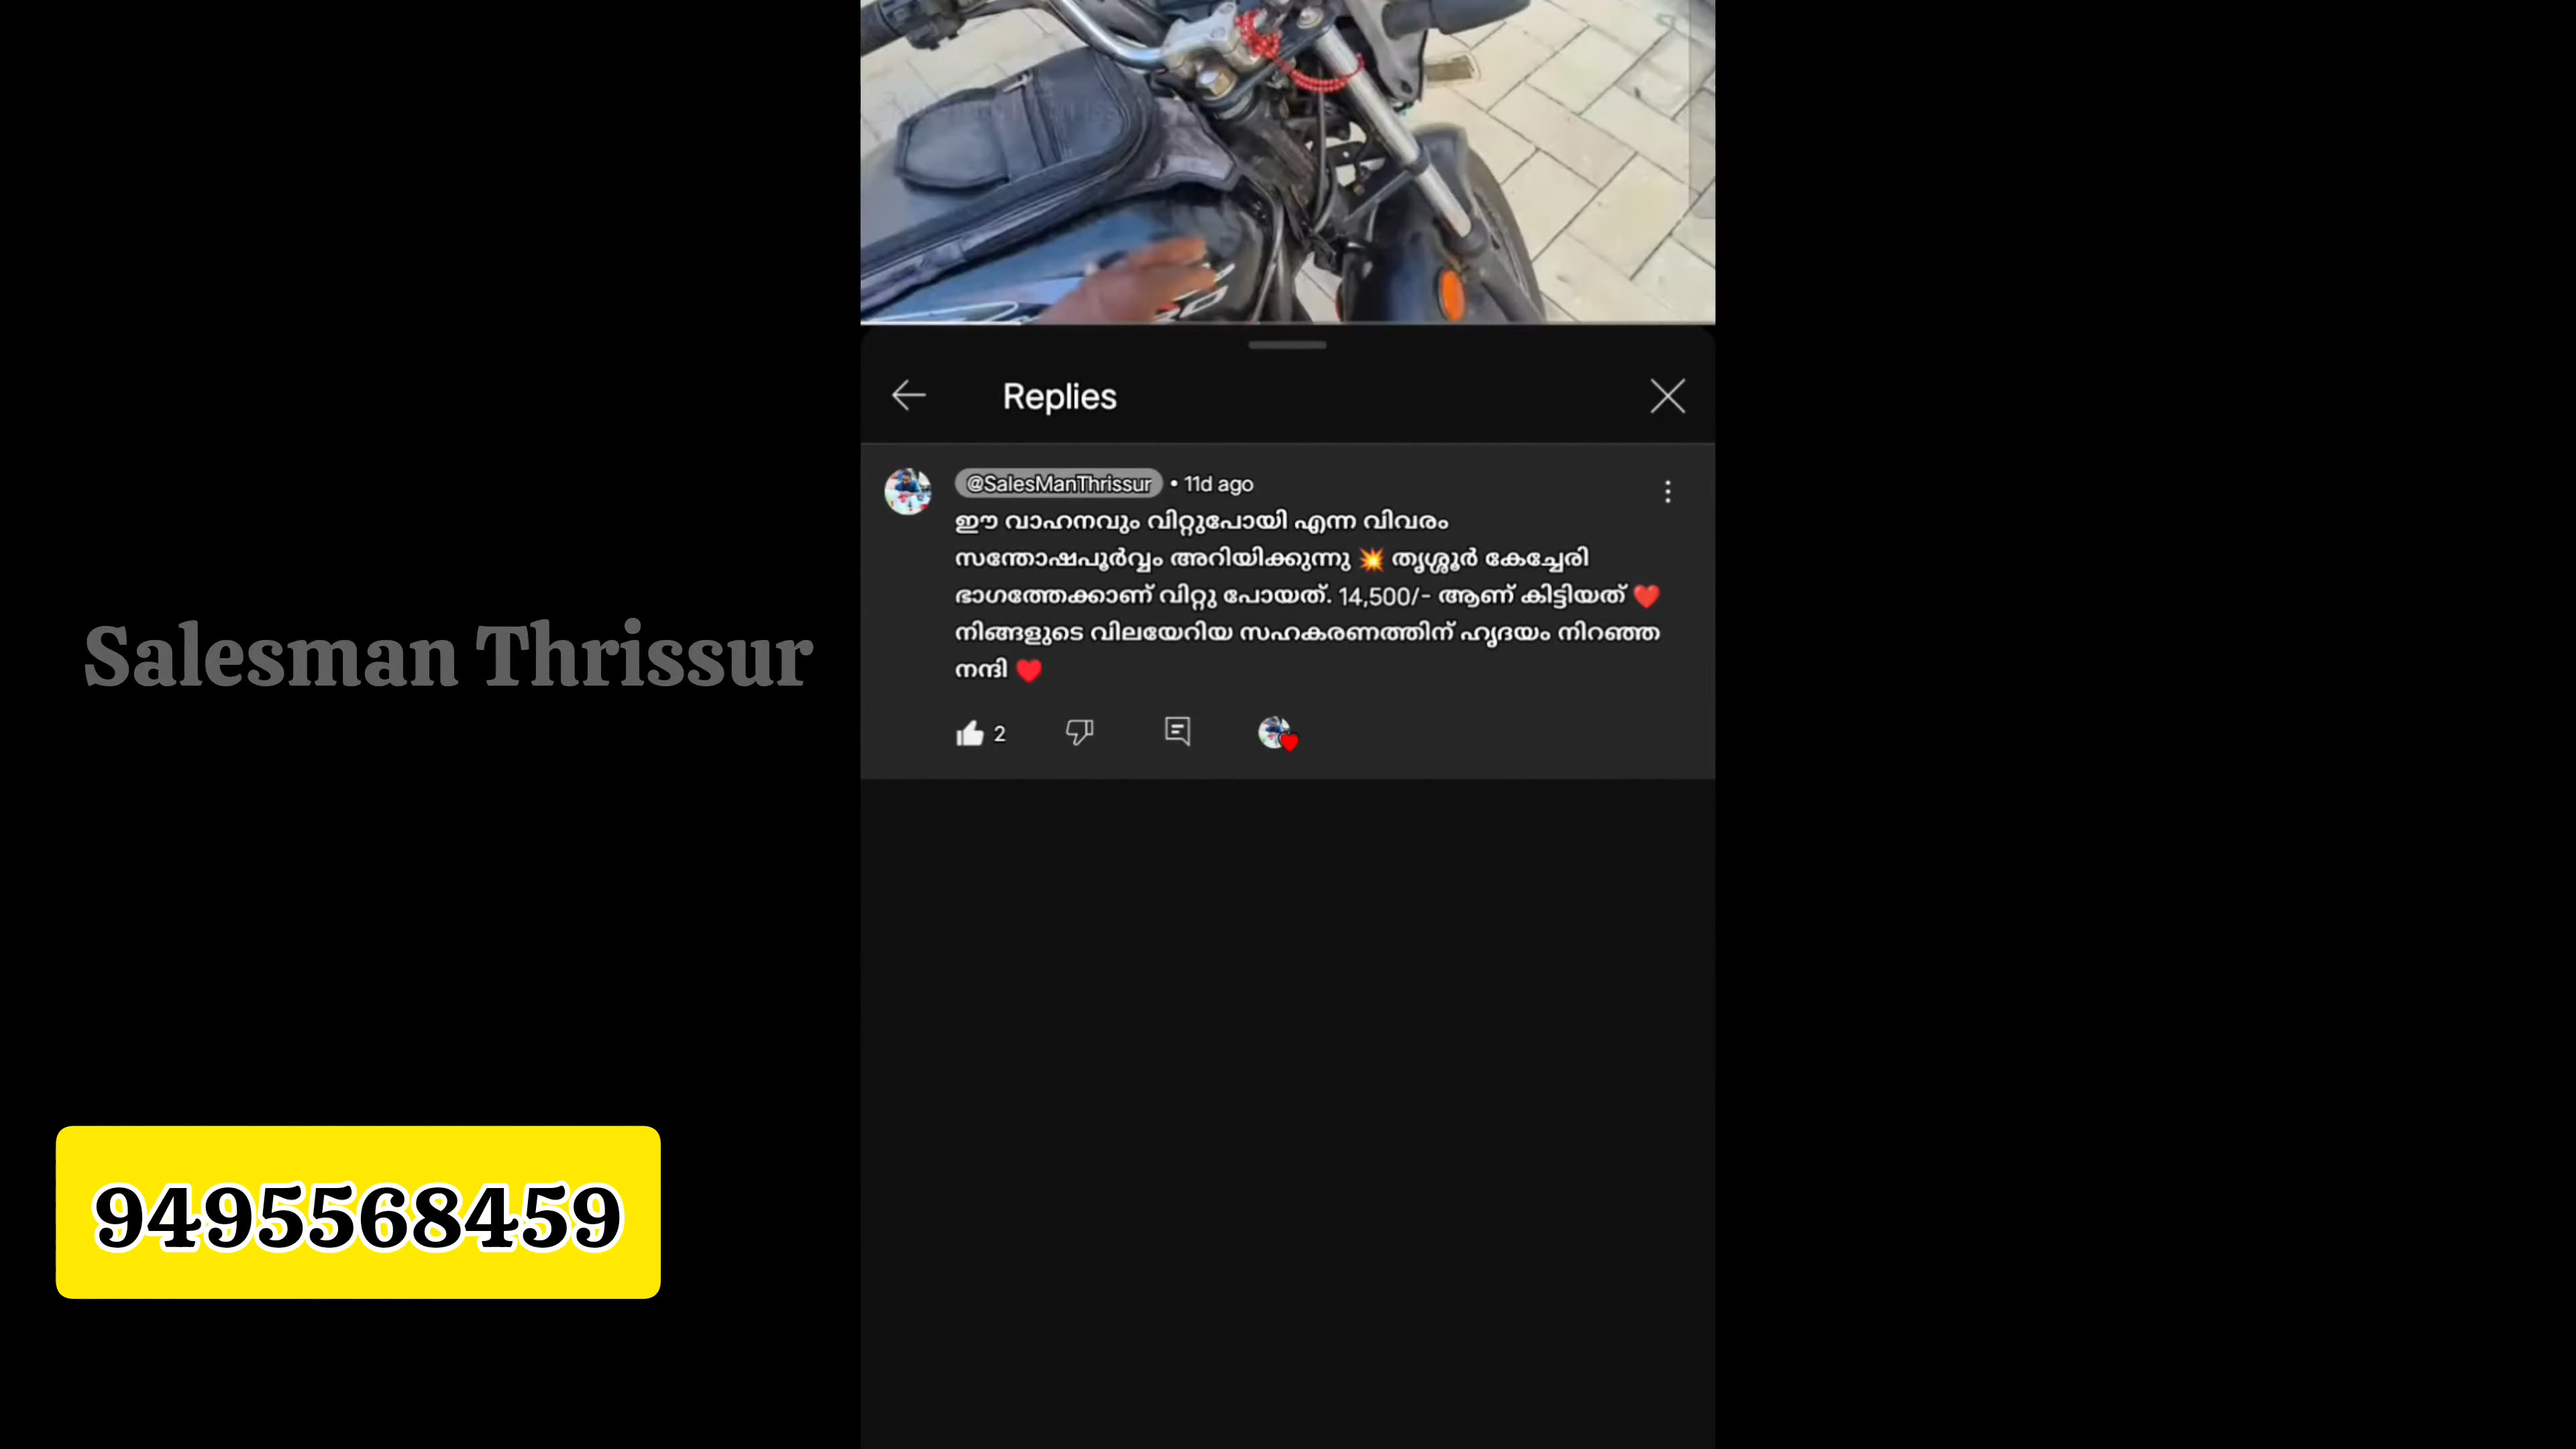 Replies
@SalesManThrissur • 11d ago
ഈ വാഹനവും വിറ്റുപോയി എന്ന വിവരം
സന്തോഷപൂർവ്വം അറിയിക്കുന്നു 💥 തൃശ്ശൂർ കേച്ചേരി
ഭാഗത്തേക്കാണ് വിറ്റു പോയത്. 14,500/- ആണ് കിട്ടിയത് ❤️
നിങ്ങളുടെ വിലയേറിയ സഹകരണത്തിന് ഹൃദയം നിറഞ്ഞ
നന്ദി ♥️
2
Salesman Thrissur
9495568459